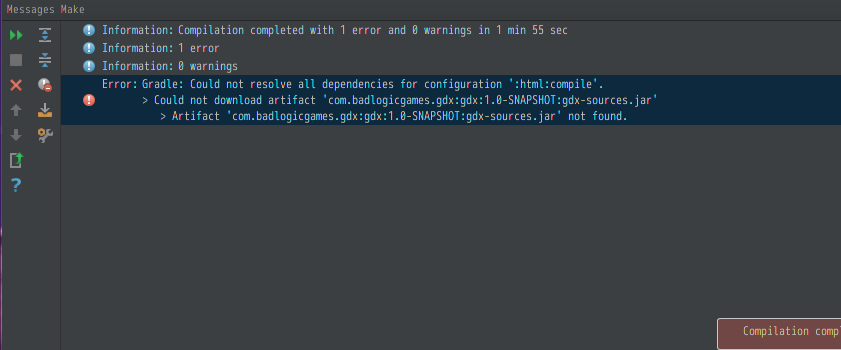 Messages Make
Information: Compilation completed with 1 error and 0 warnings in 1 min 55 sec
Information: 1 error
Information: 0 warnings
Error: Gradle: Could not resolve all dependencies for configuration ':html:compile'.
> Could not download artifact 'com.badlogicgames.gdx:gdx:1.0-SNAPSHOT:gdx-sources.jar'
> Artifact 'com.badlogicgames.gdx:gdx:1.0-SNAPSHOT:gdx-sources.jar' not found.
Compilation compl